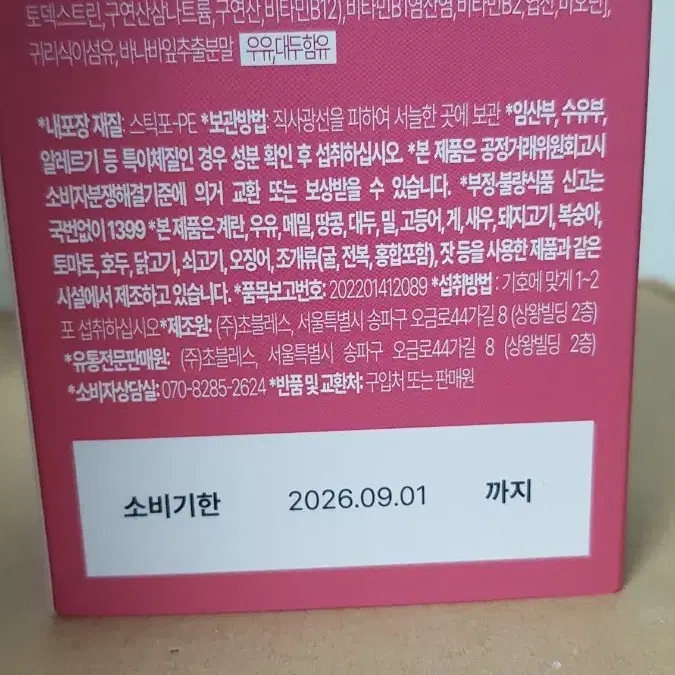 토덱스트린,구연산삼나트륨,구연산,비타민B12),비타민B1염산염,비타민B2,엽산,비오틴],
귀리식이섬유,바나바잎추출분말 우유,대두함유
*내포장 재질: 스틱포-PE *보관방법: 직사광선을 피하여 서늘한 곳에 보관 *임산부, 수유부,
알레르기 등 특이체질인 경우 성분 확인 후 섭취하십시오 *본 제품은 공정거래위원회고시
소비자분쟁해결기준에 의거 교환 또는 보상받을 수 있습니다. *부정·불량식품 신고는
국번없이 1399 *본 제품은 계란, 우유, 메밀, 땅콩, 대두, 밀, 고등어, 게, 새우, 돼지고기, 복숭아,
토마토, 호두, 닭고기, 쇠고기, 오징어, 조개류(굴, 전복, 홍합포함), 잣 등을 사용한 제품과 같은
시설에서 제조하고 있습니다. *품목보고번호: 202201412089 *섭취방법 : 기호에 맞게 1~2
포 섭취하십시오*제조원: (주)초블레스, 서울특별시 송파구 오금로44가길 8 (상왕빌딩 2층)
*유통전문판매원: (주)초블레스, 서울특별시 송파구 오금로44가길 8 (상왕빌딩 2층)
*소비자상담실: 070-8285-2624 *반품 및 교환처: 구입처 또는 판매원
소비기한 2026.09.01 까지